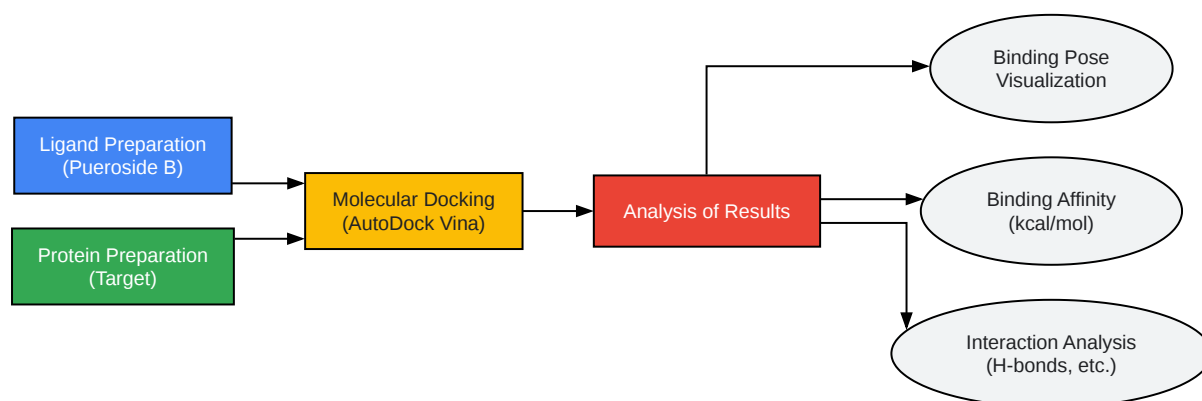 Ligand Preparation
(Pueroside B)
Protein Preparation
(Target)
Molecular Docking
(AutoDock Vina)
Analysis of Results
Binding Pose
Visualization
Binding Affinity
(kcal/mol)
Interaction Analysis
(H-bonds, etc.)